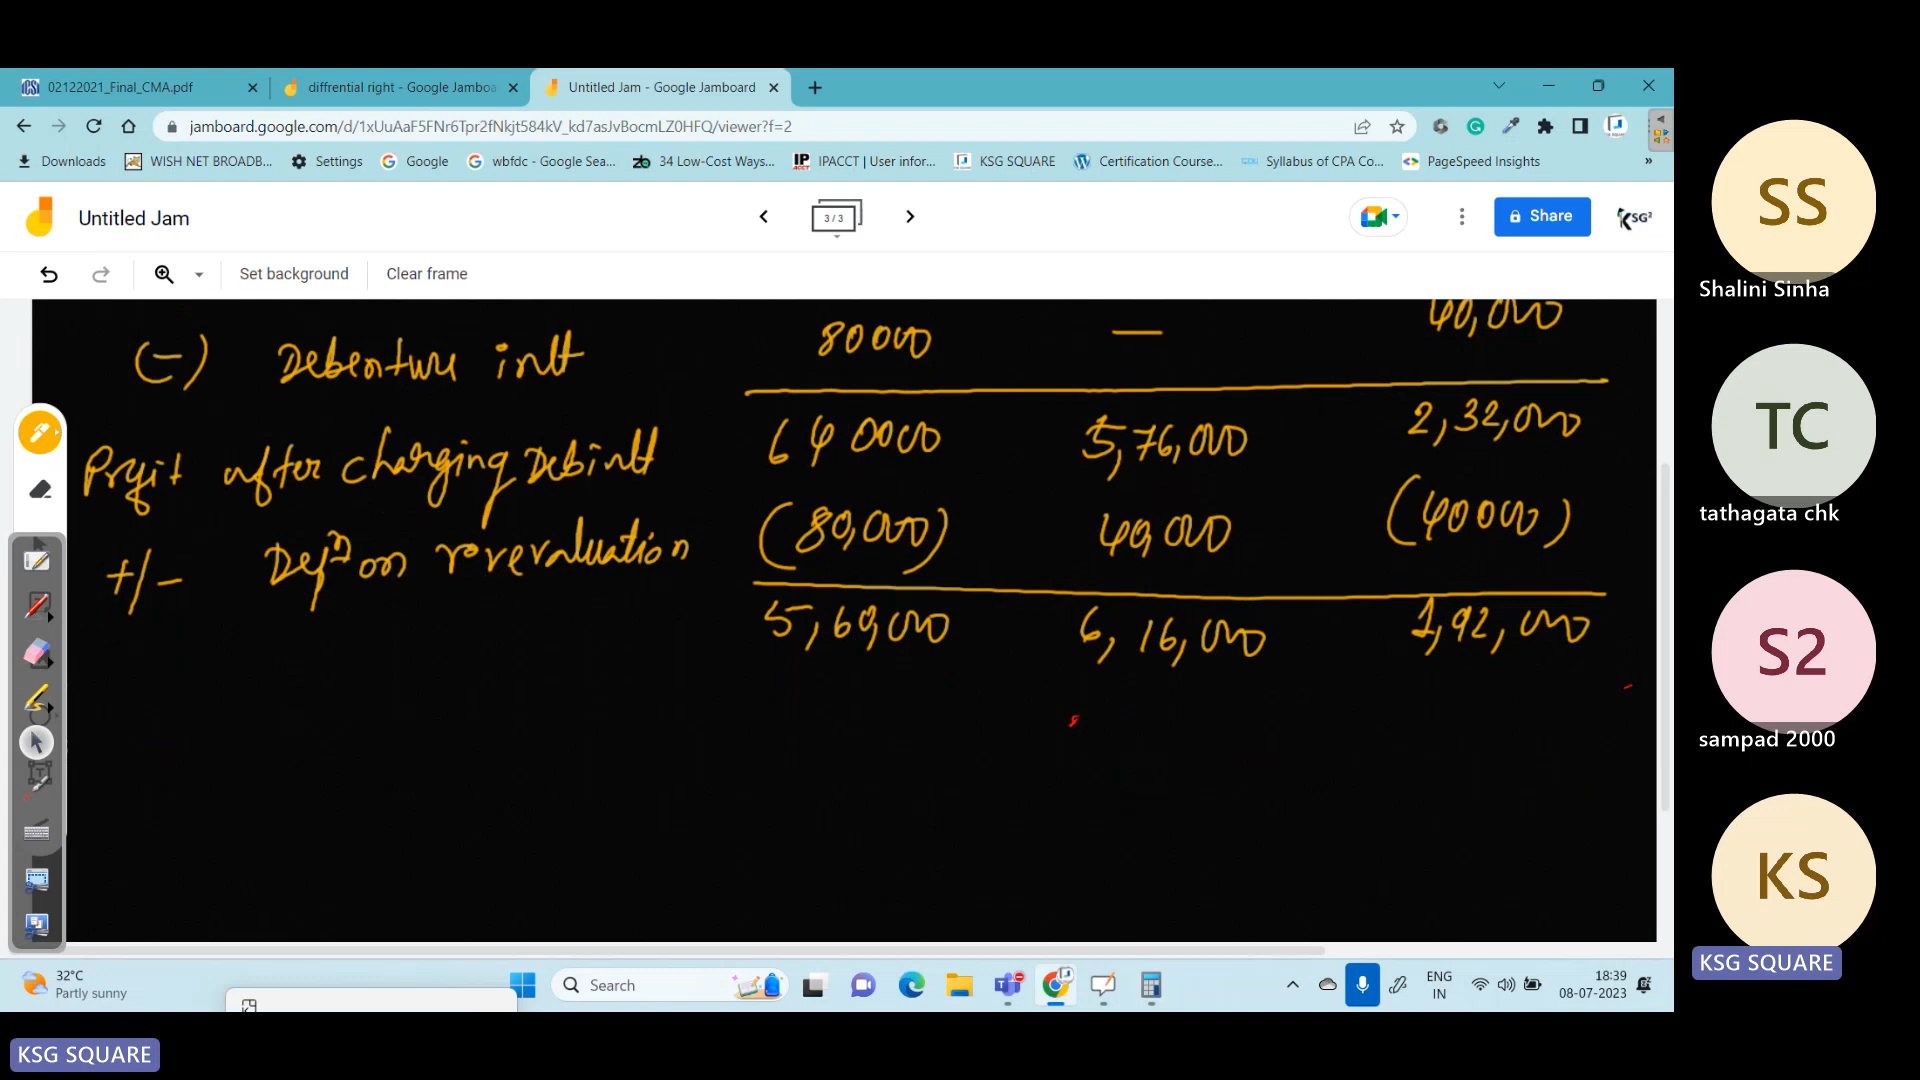 02122021_Final_CMA.pdf
diffrential right - Google Jamboa
Untitled Jam - Google Jamboard
jamboard.google.com/d/1xUuAaF5FNr6Tpr2fNkjt584kV_kd7asJvBocmLZ0HFQ/viewer?f=2
Downloads WISH NET BROADB... Settings Google wbfdc - Google Sea... 34 Low-Cost Ways... IPACCT | User infor... KSG SQUARE Certification Course... Syllabus of CPA Co... PageSpeed Insights
Untitled Jam
3 / 3
Share
KSG²
Set background Clear frame
(-) Debenture intt 80000 — 40,000
Profit after charging Deb intt 640000 5,76,000 2,32,000
+/- Depn on revaluation (80,000) 40,000 (40000)
5,60,000 6,16,000 1,92,000
SS
Shalini Sinha
TC
tathagata chk
S2
sampad 2000
KS
KSG SQUARE
32°C
Partly sunny
Search
ENG
IN
18:39
08-07-2023
KSG SQUARE